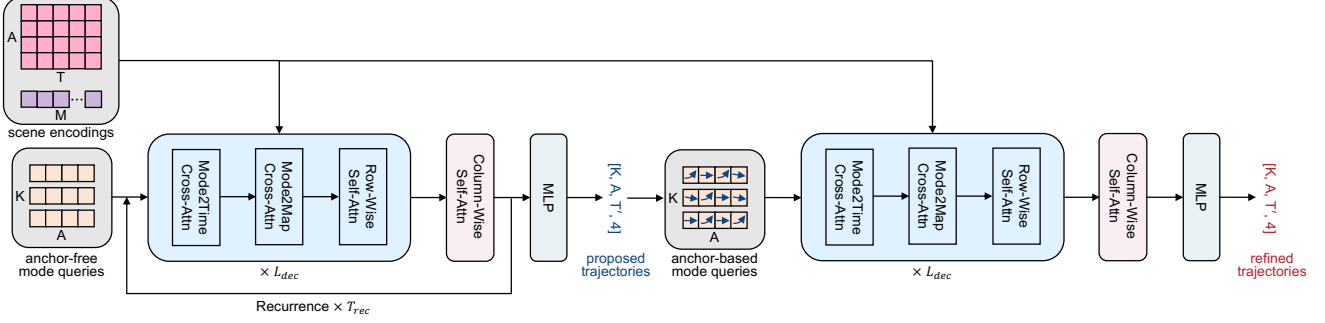 A
T
...
M
scene encodings
K
A
anchor-free
mode queries
Mode2Time
Cross-Attn
Mode2Map
Cross-Attn
Row-Wise
Self-Attn
× L_dec
Column-Wise
Self-Attn
Recurrence × T_rec
MLP
[K, A, T′, 4]
proposed
trajectories
K
A
anchor-based
mode queries
Mode2Time
Cross-Attn
Mode2Map
Cross-Attn
Row-Wise
Self-Attn
× L_dec
Column-Wise
Self-Attn
MLP
[K, A, T′, 4]
refined
trajectories